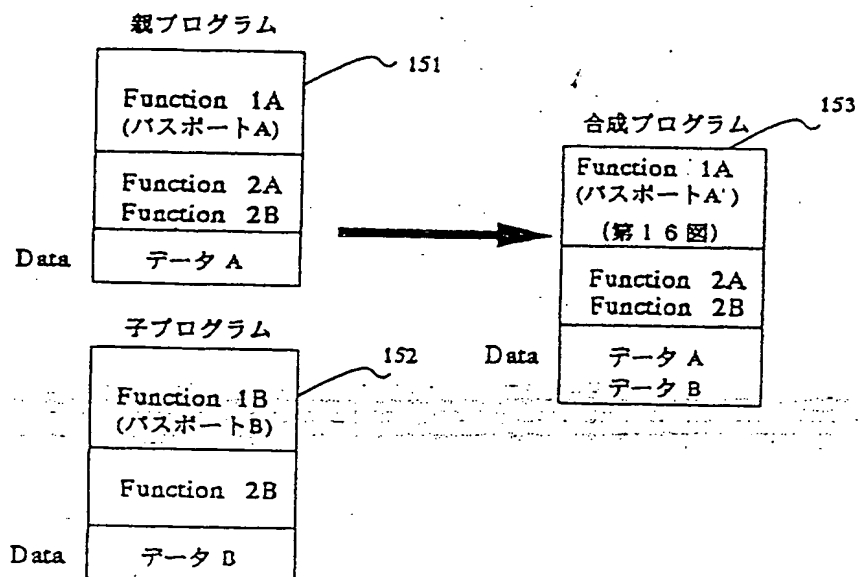 親プログラム
151
Function 1A
(パスポートA)
Function 2A
Function 2B
Data
データ A
子プログラム
152
Function 1B
(パスポートB)
Function 2B
Data
データ B
合成プログラム
153
Function 1A
(パスポートA')
(第16図)
Function 2A
Function 2B
Data
データ A
データ B